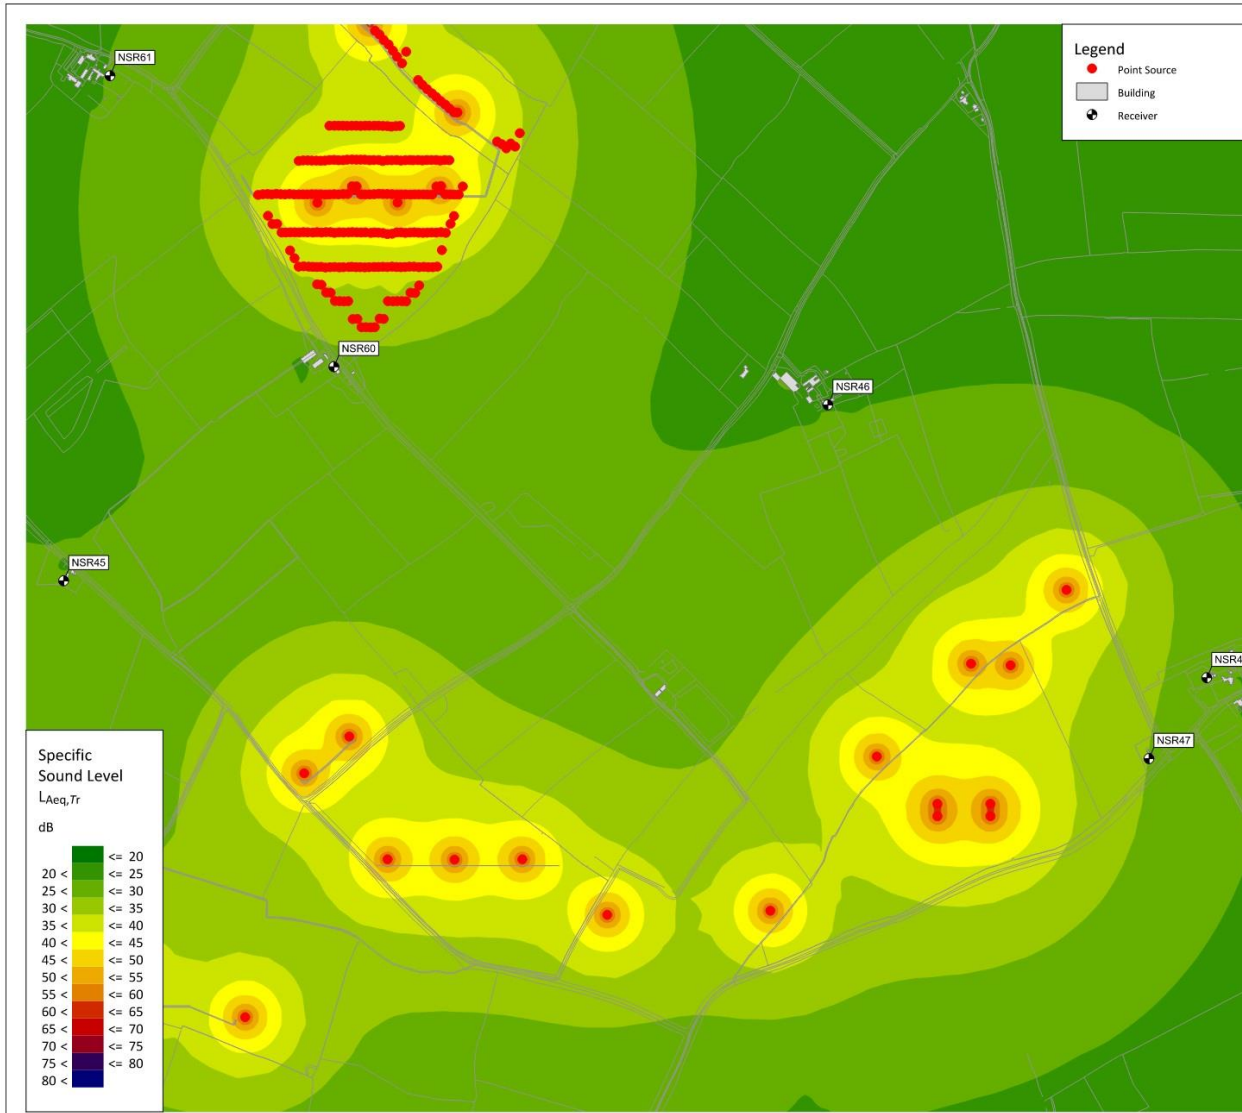 NSR61
Legend
Point Source
Building
Receiver
NSR60
NSR46
NSR45
NSR4
NSR47
Specific
Sound Level
LAeq,Tr
dB
<= 20
20 < <= 25
25 < <= 30
30 < <= 35
35 < <= 40
40 < <= 45
45 < <= 50
50 < <= 55
55 < <= 60
60 < <= 65
65 < <= 70
70 < <= 75
75 < <= 80
80 <